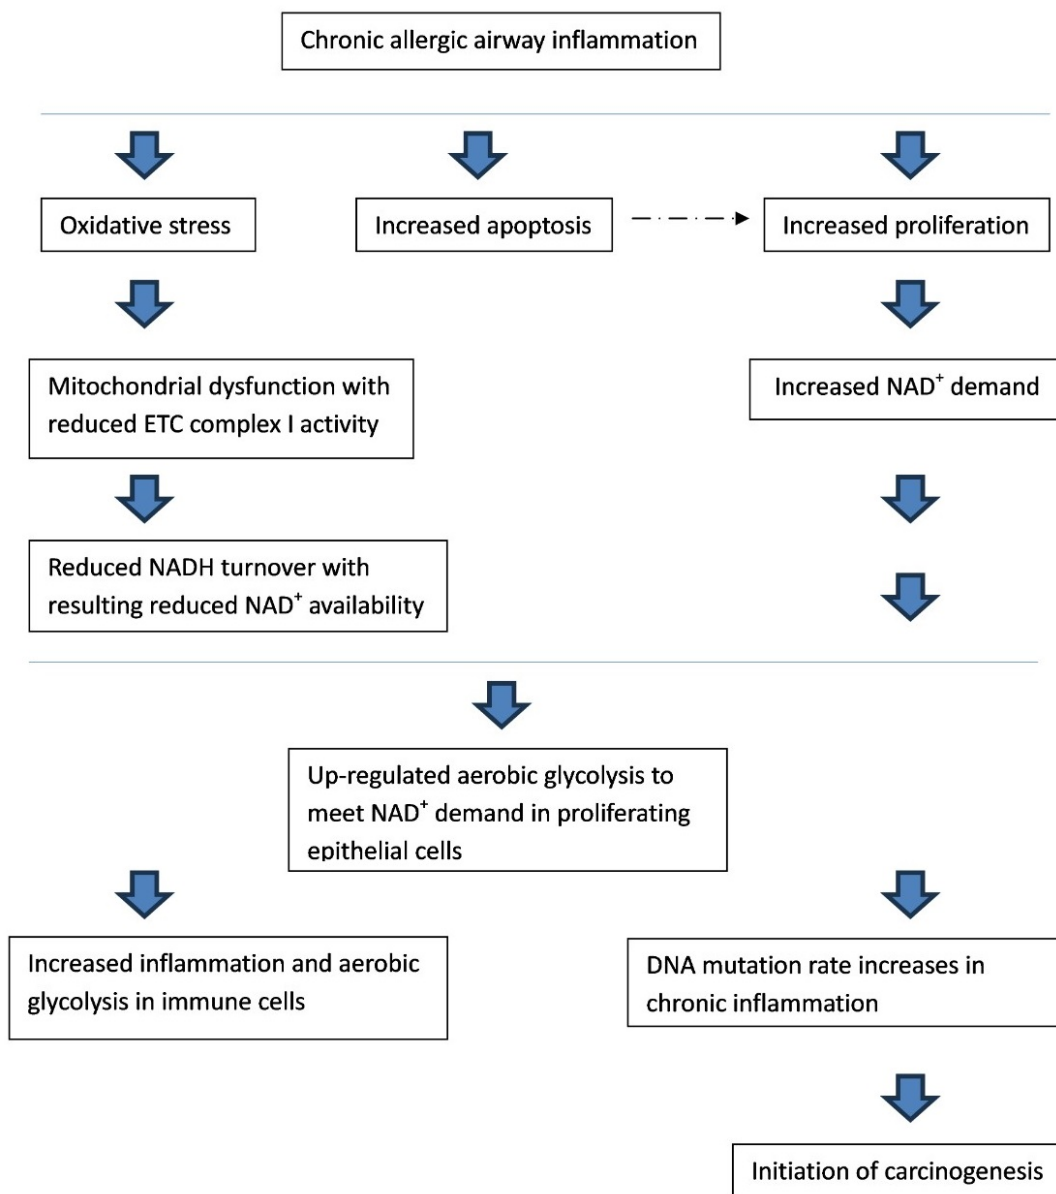 Chronic allergic airway inflammation
Oxidative stress
Increased apoptosis
Increased proliferation
Mitochondrial dysfunction with
reduced ETC complex I activity
Increased NAD⁺ demand
Reduced NADH turnover with
resulting reduced NAD⁺ availability
Up-regulated aerobic glycolysis to
meet NAD⁺ demand in proliferating
epithelial cells
Increased inflammation and aerobic
glycolysis in immune cells
DNA mutation rate increases in
chronic inflammation
Initiation of carcinogenesis